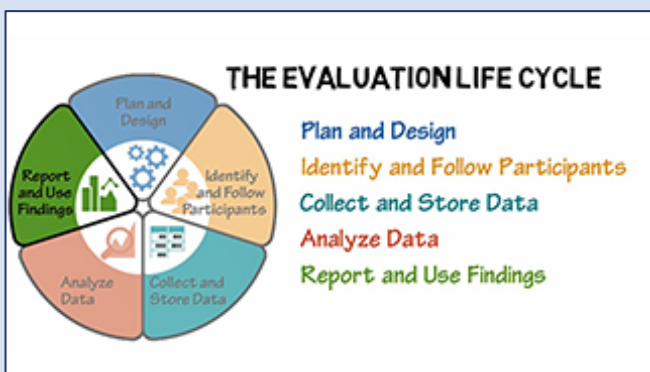 THE EVALUATION LIFE CYCLE
Plan and
Design
Identify
and Follow
Participants
Collect and
Store Data
Analyze
Data
Report
and Use
Findings
Plan and Design
Identify and Follow Participants
Collect and Store Data
Analyze Data
Report and Use Findings